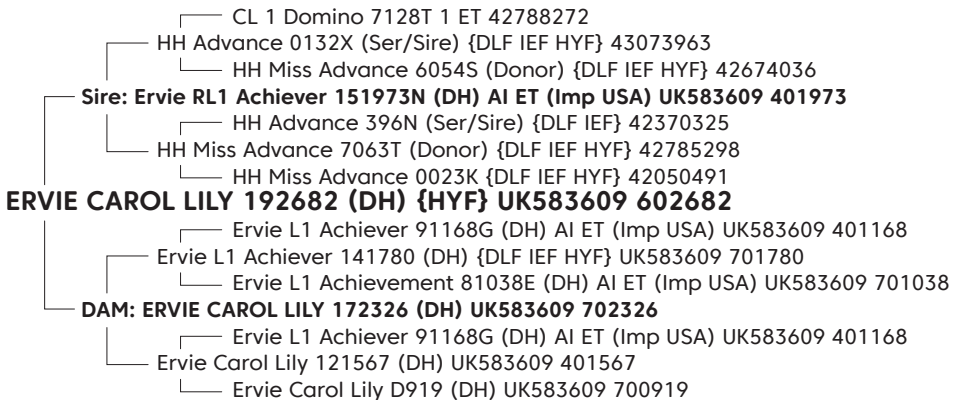 CL 1 Domino 7128T 1 ET 42788272
HH Advance 0132X (Ser/Sire) {DLF IEF HYF} 43073963
HH Miss Advance 6054S (Donor) {DLF IEF HYF} 42674036
Sire: Ervie RL1 Achiever 151973N (DH) AI ET (Imp USA) UK583609 401973
HH Advance 396N (Ser/Sire) {DLF IEF} 42370325
HH Miss Advance 7063T (Donor) {DLF IEF HYF} 42785298
HH Miss Advance 0023K {DLF IEF HYF} 42050491
ERVIE CAROL LILY 192682 (DH) {HYF} UK583609 602682
Ervie L1 Achiever 91168G (DH) AI ET (Imp USA) UK583609 401168
Ervie L1 Achiever 141780 (DH) {DLF IEF HYF} UK583609 701780
Ervie L1 Achievement 81038E (DH) AI ET (Imp USA) UK583609 701038
DAM: ERVIE CAROL LILY 172326 (DH) UK583609 702326
Ervie L1 Achiever 91168G (DH) AI ET (Imp USA) UK583609 401168
Ervie Carol Lily 121567 (DH) UK583609 401567
Ervie Carol Lily D919 (DH) UK583609 700919